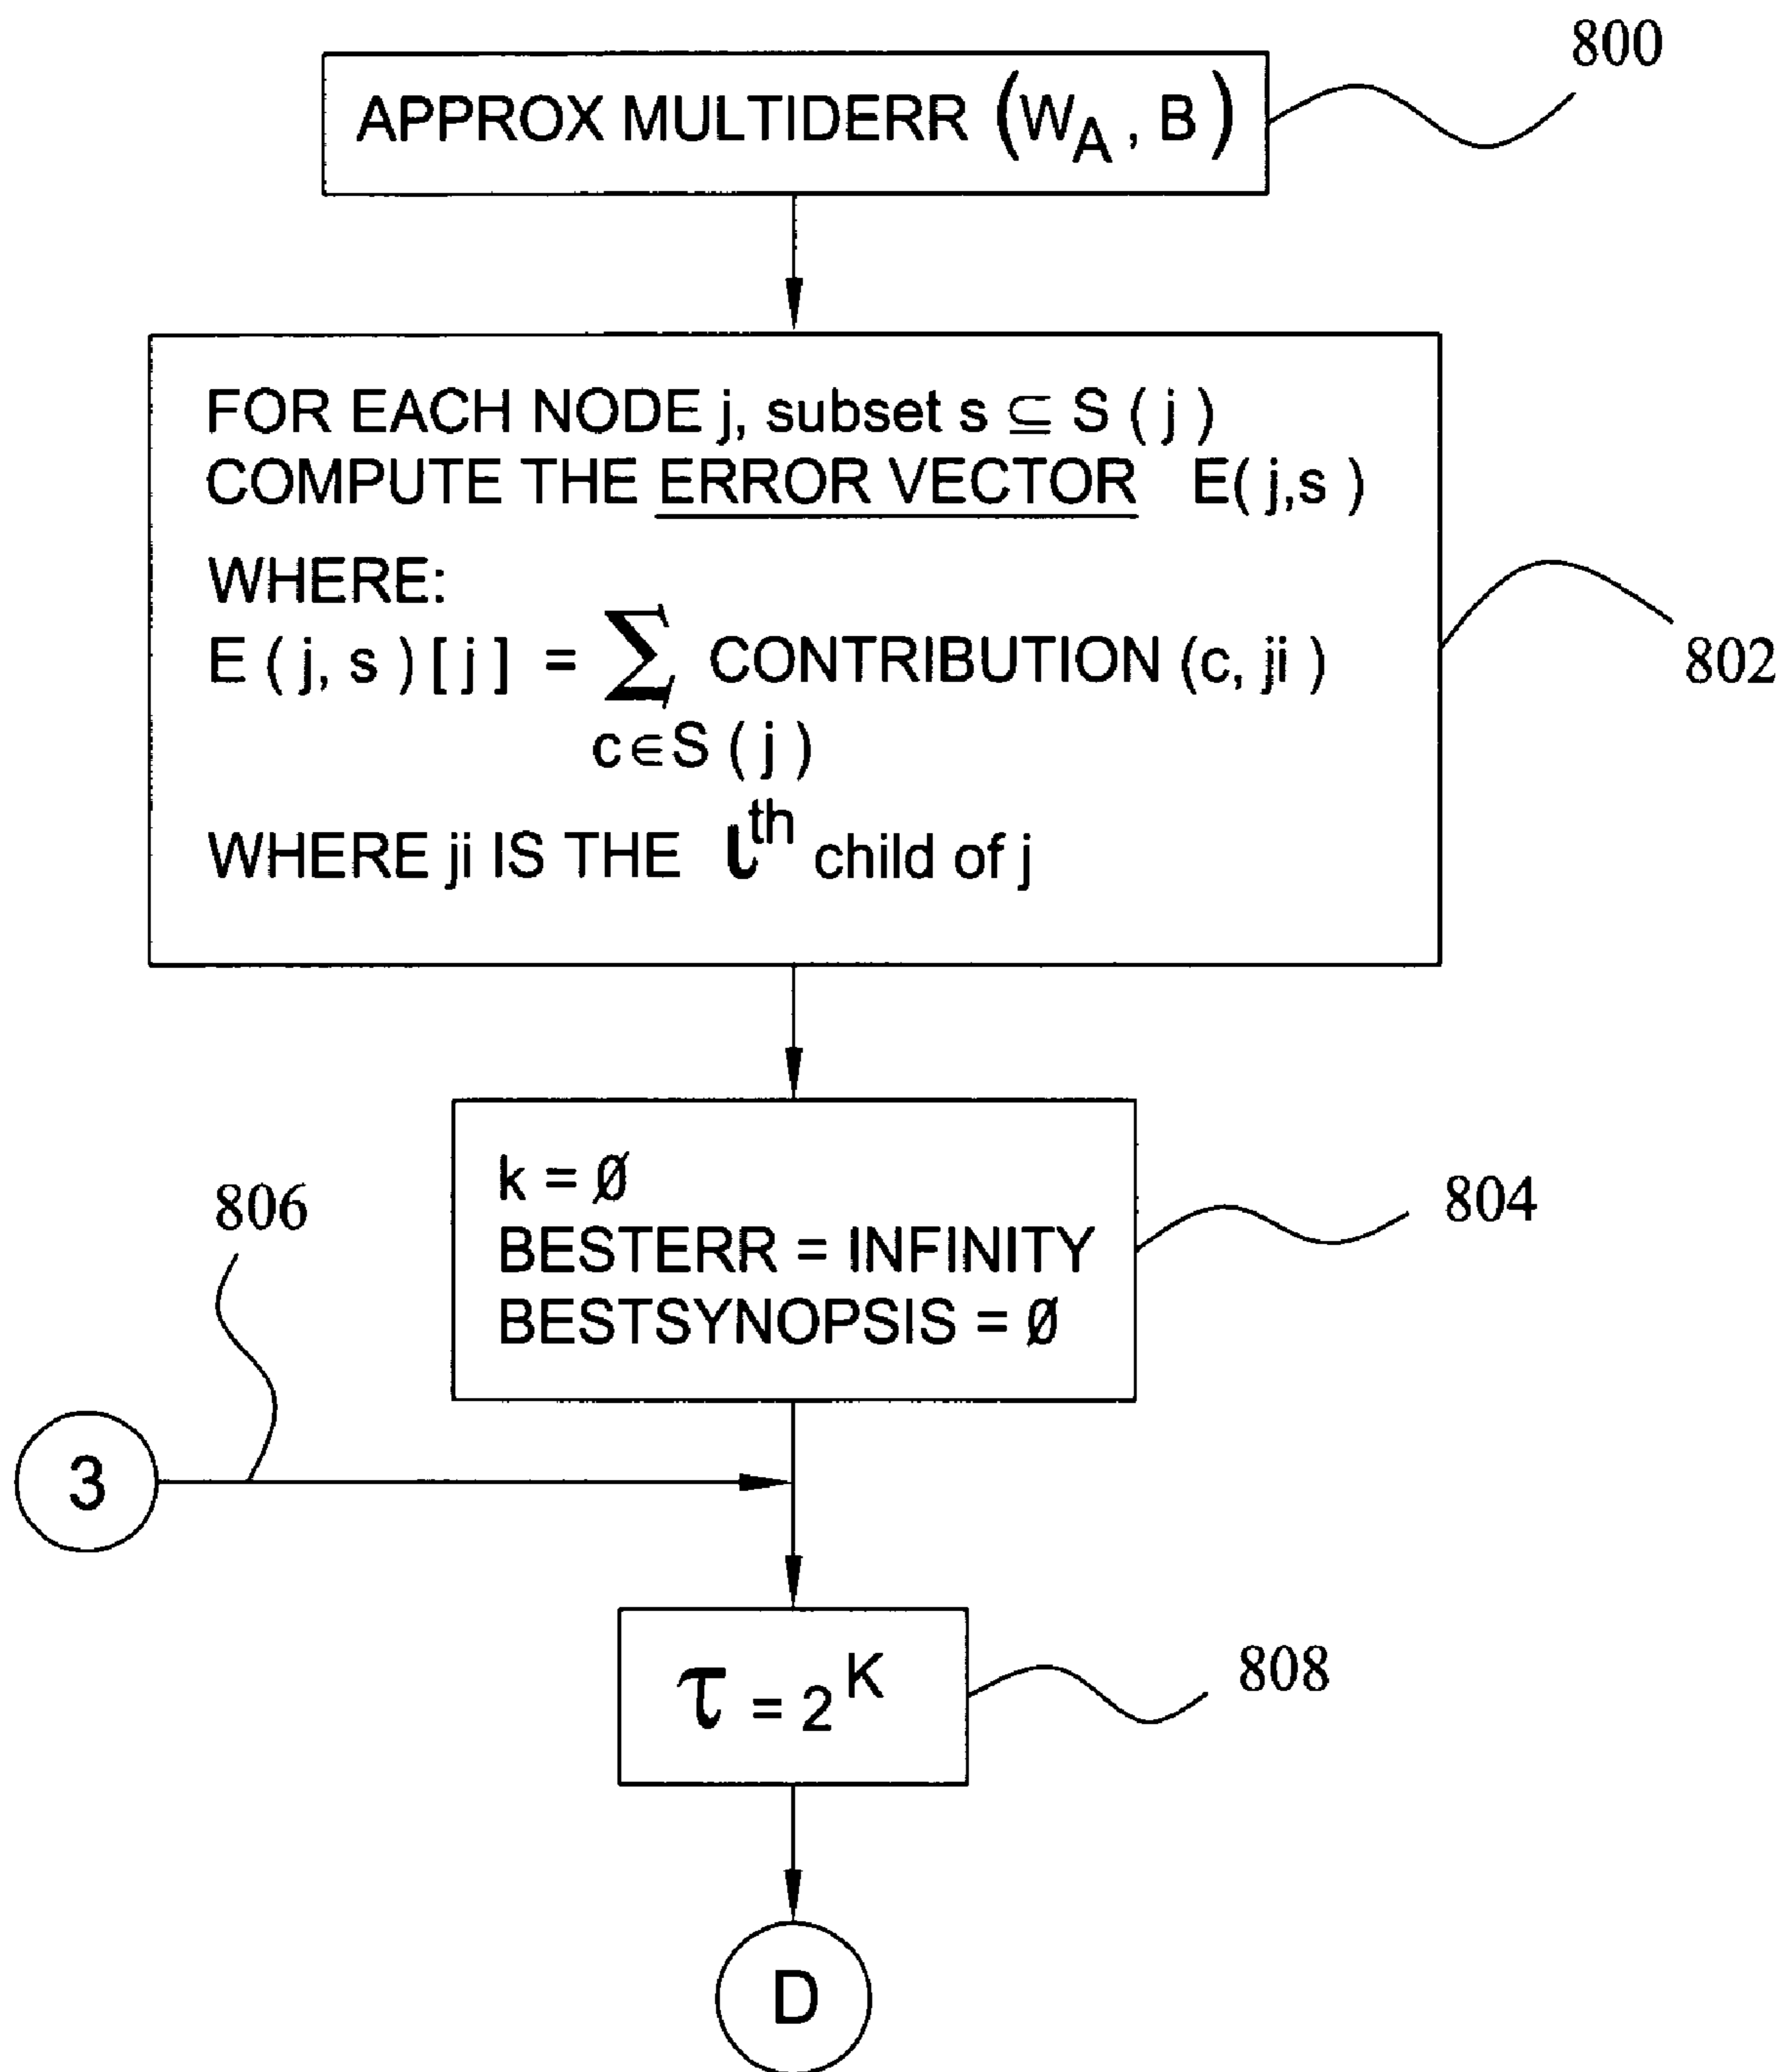 800
APPROX MULTIDERR (W_A, B)
FOR EACH NODE j, subset s ⊆ S ( j )
COMPUTE THE ERROR VECTOR E( j,s )
WHERE:
E ( j, s ) [ j ] = ∑ CONTRIBUTION (c, ji )
c∈S ( j )
WHERE ji IS THE ι^th child of j
802
k = Ø
BESTERR = INFINITY
BESTSYNOPSIS = Ø
804
806
3
τ = 2^K
808
D